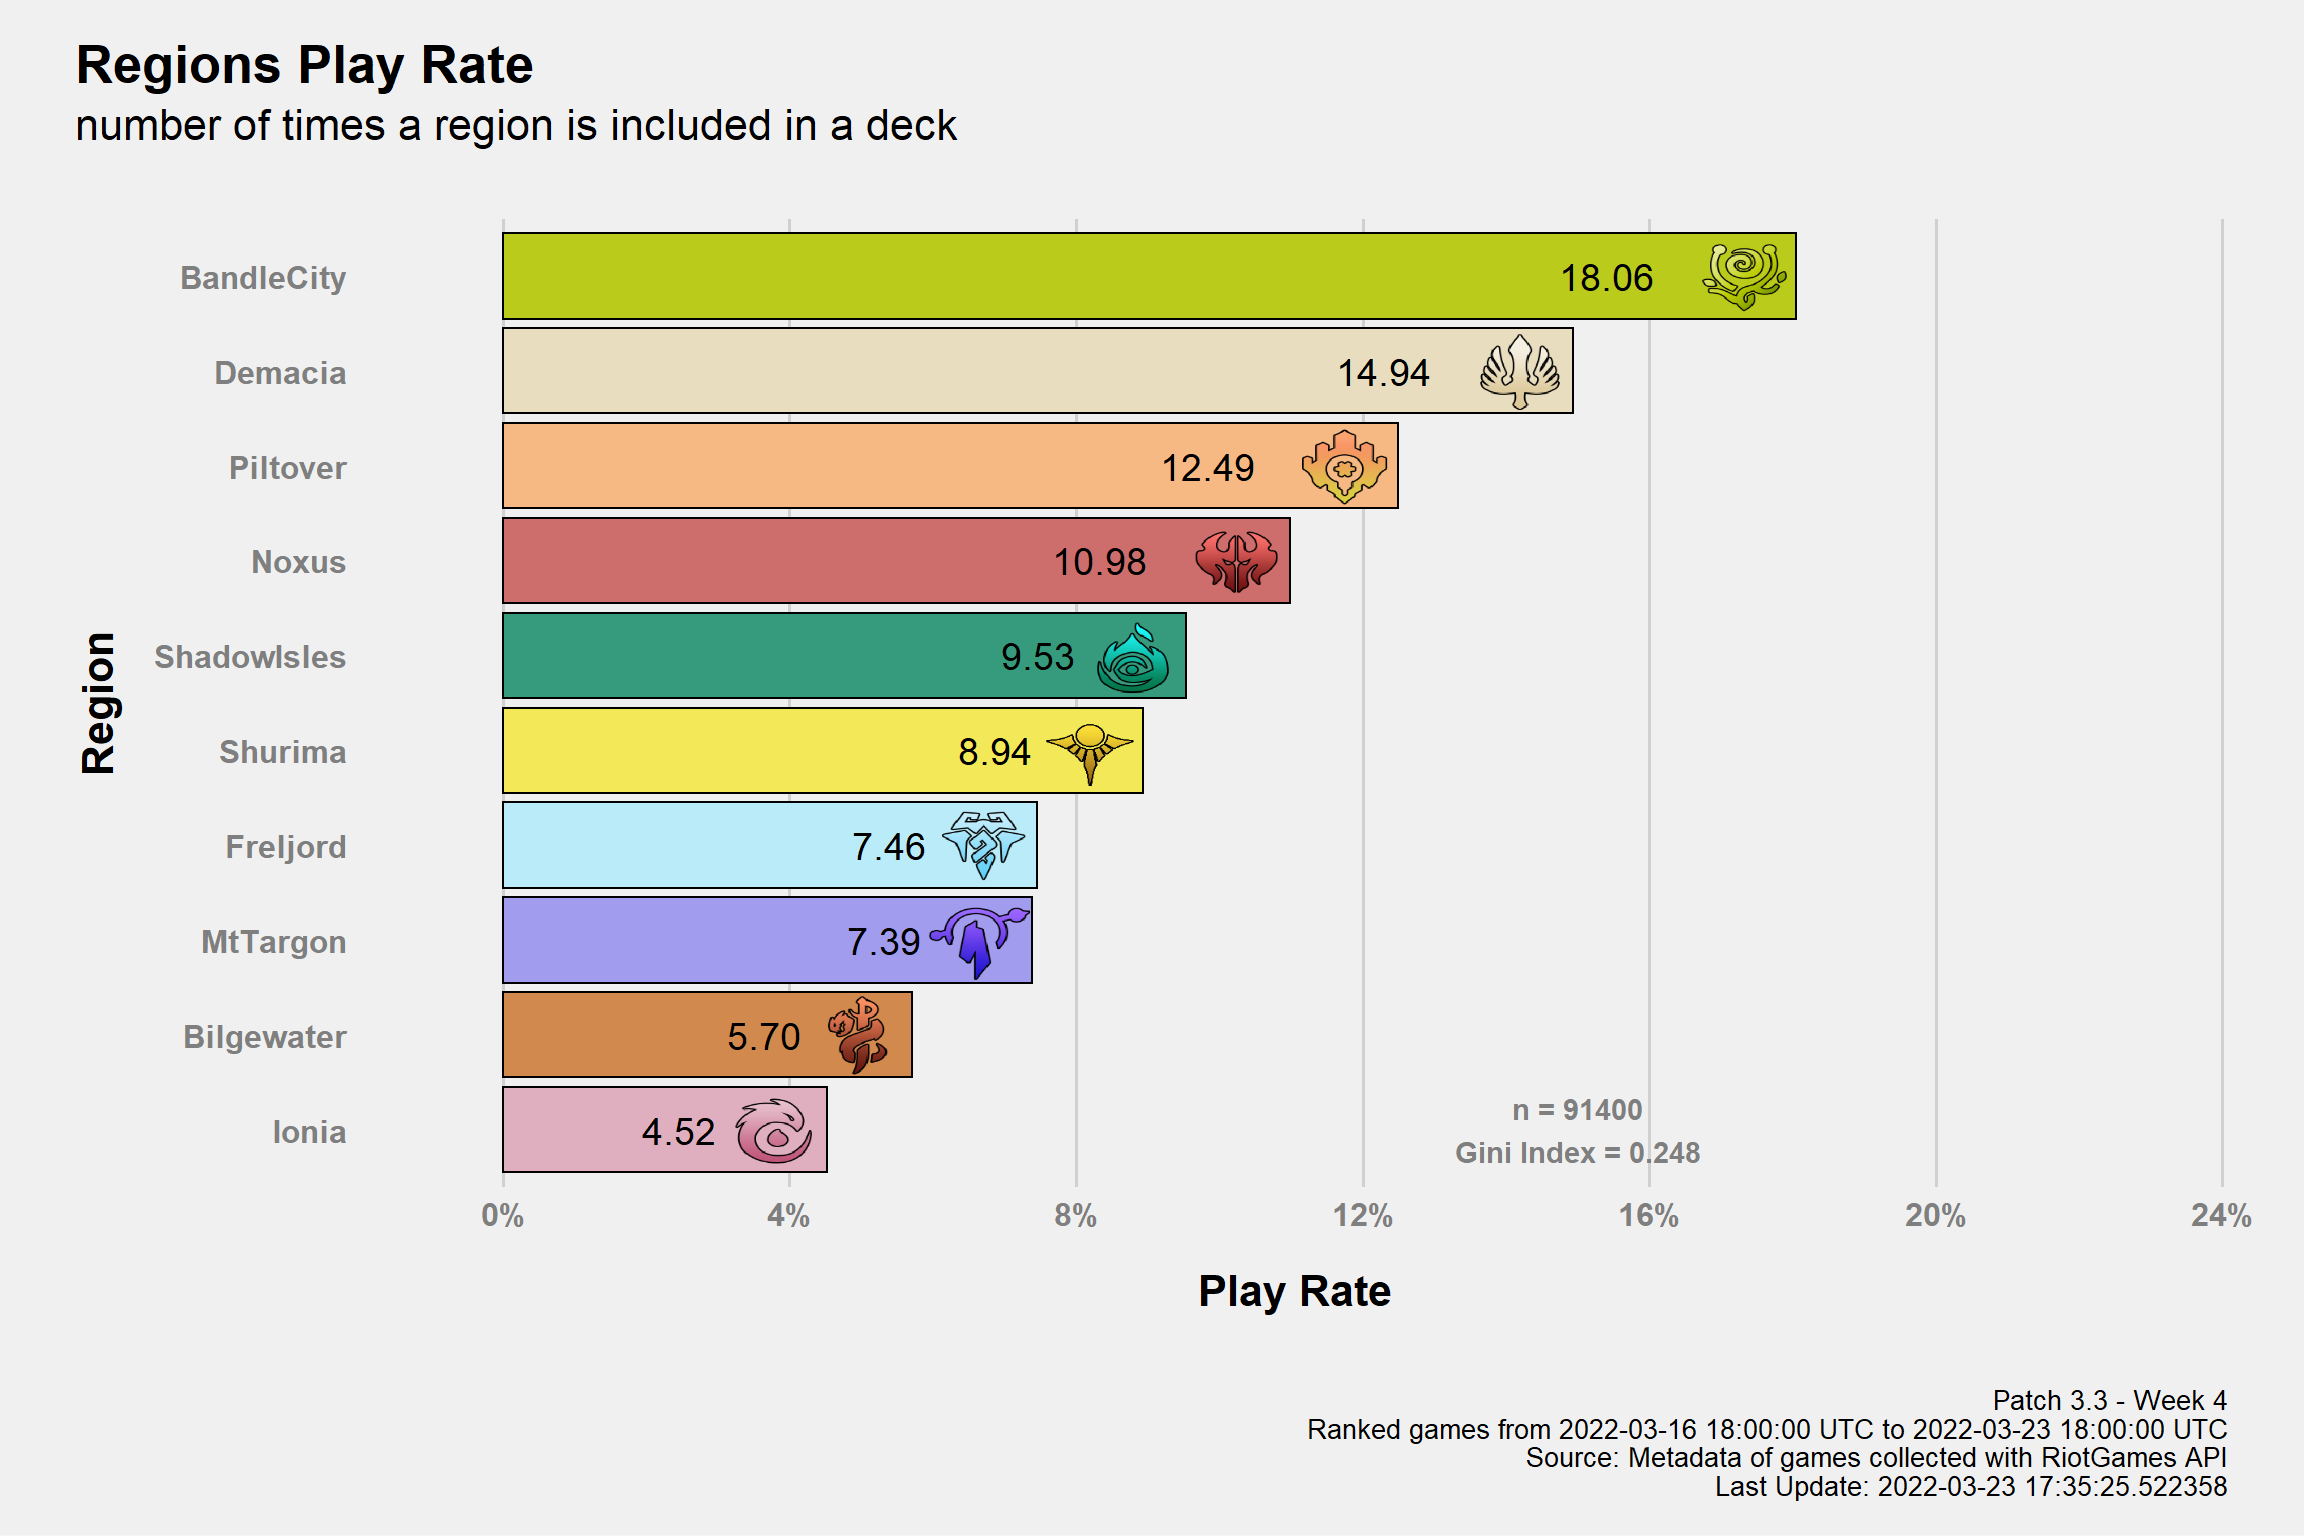 Regions Play Rate
number of times a region is included in a deck
BandleCity
18.06
Demacia
14.94
Piltover
12.49
Noxus
10.98
ShadowIsles
9.53
Shurima
8.94
Freljord
7.46
MtTargon
7.39
Bilgewater
5.70
Ionia
4.52
Region
n = 91400
Gini Index = 0.248
0% 4% 8% 12% 16% 20% 24%
Play Rate
Patch 3.3 - Week 4
Ranked games from 2022-03-16 18:00:00 UTC to 2022-03-23 18:00:00 UTC
Source: Metadata of games collected with RiotGames API
Last Update: 2022-03-23 17:35:25.522358